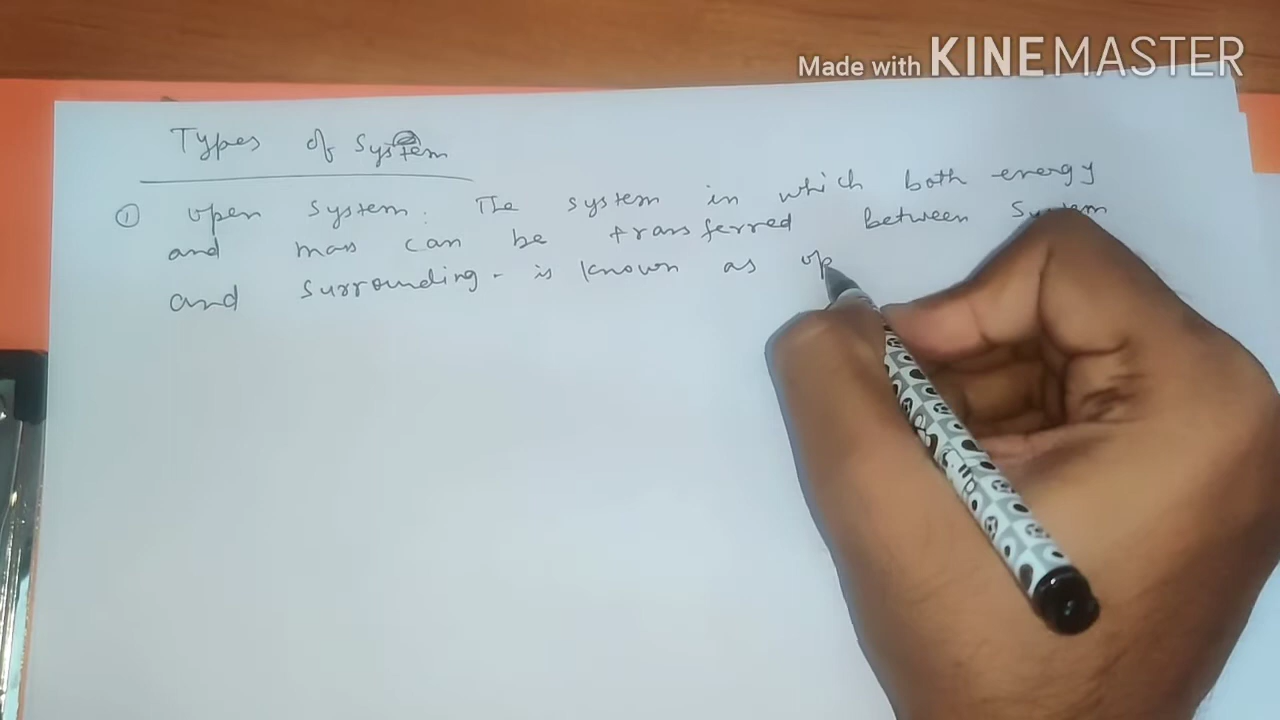 Made with KINEMASTER
Types of System
① open system: The system in which both energy
and mass can be transferred between System
and surrounding - is known as op